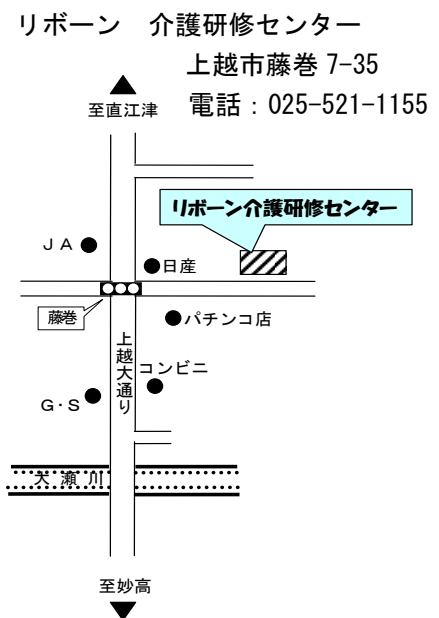 リボーン　介護研修センター
上越市藤巻 7-35
電話：025-521-1155
至直江津
リボーン介護研修センター
ＪＡ
日産
藤巻
パチンコ店
上越大通り
コンビニ
Ｇ・Ｓ
大瀬川
至妙高